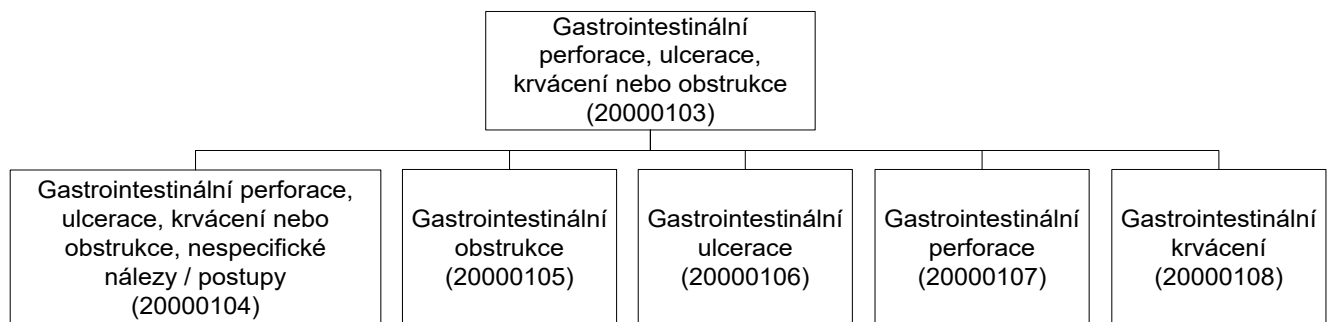 Gastrointestinální
perforace, ulcerace,
krvácení nebo obstrukce
(20000103)
Gastrointestinální perforace,
ulcerace, krvácení nebo
obstrukce, nespecifické
nálezy / postupy
(20000104)
Gastrointestinální
obstrukce
(20000105)
Gastrointestinální
ulcerace
(20000106)
Gastrointestinální
perforace
(20000107)
Gastrointestinální
krvácení
(20000108)